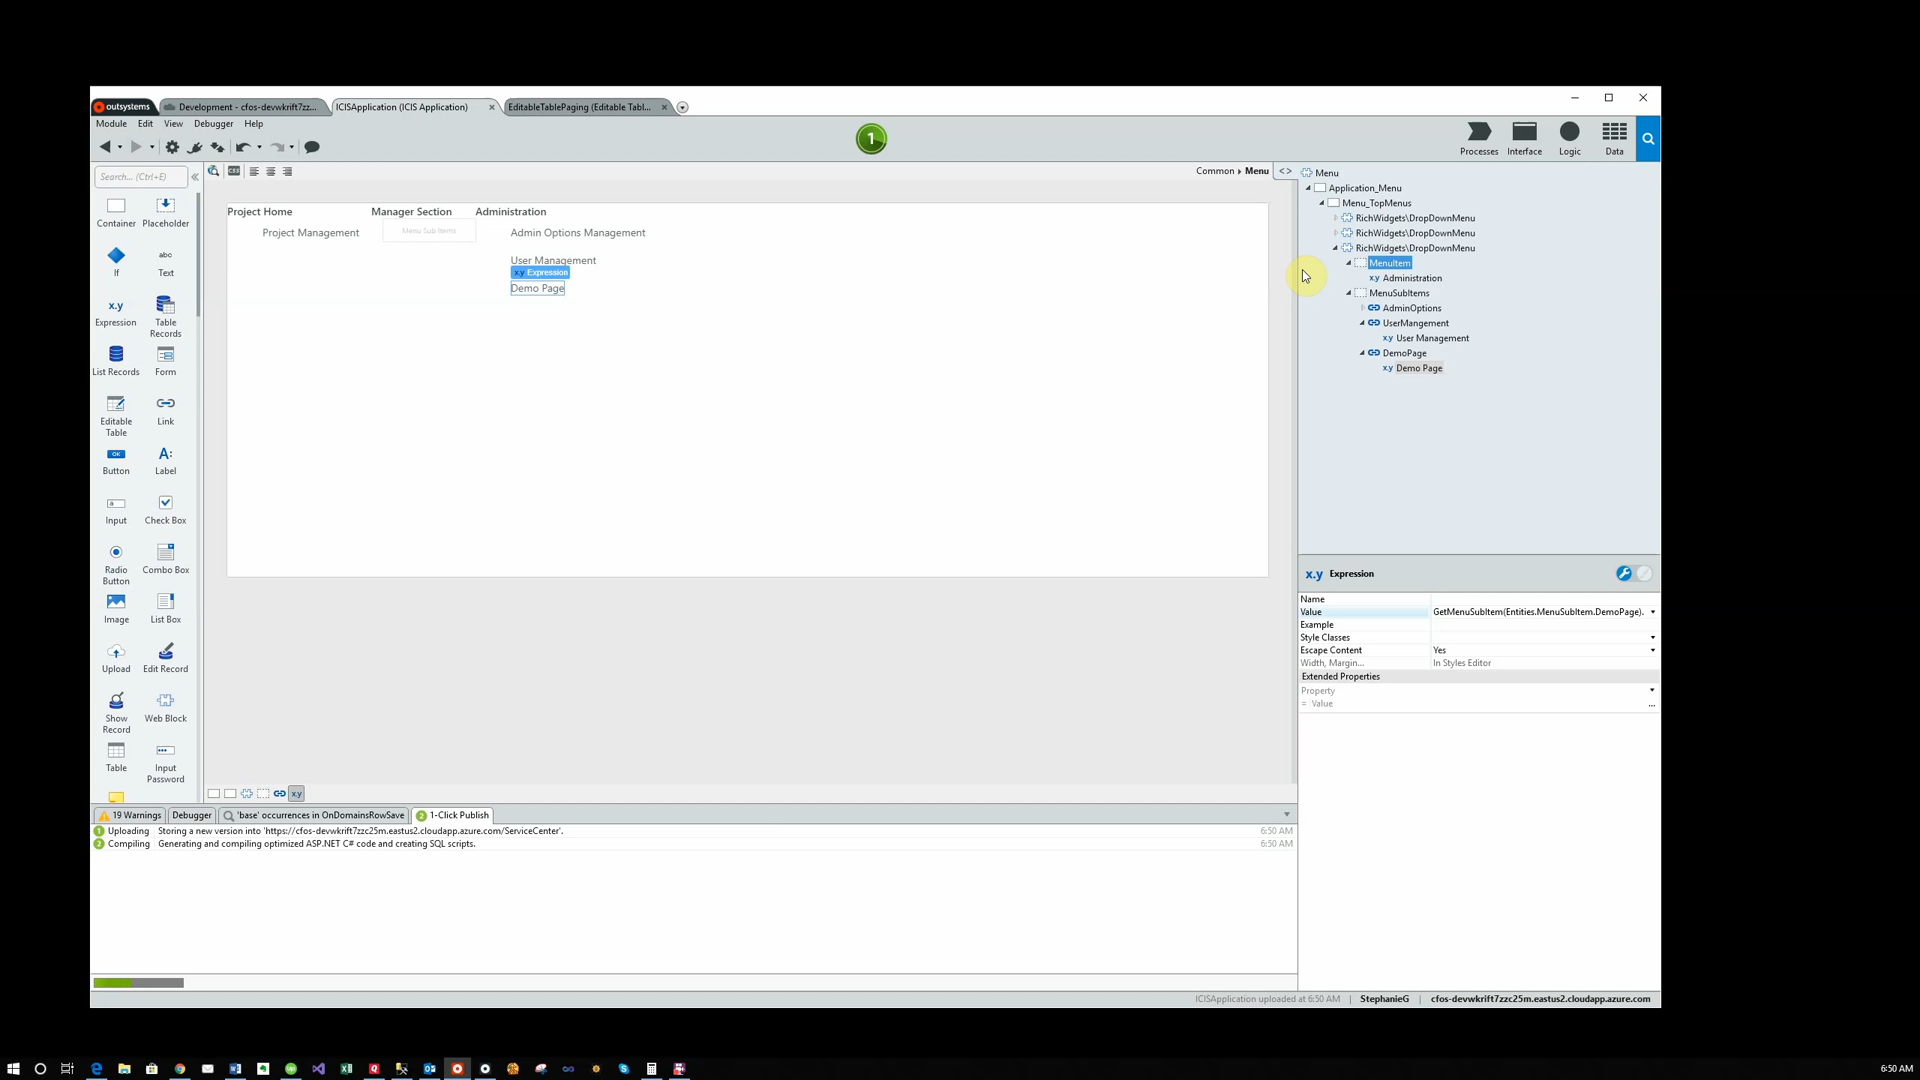 outsystems
Development - cfos-devwkrift7zz...
ICISApplication (ICIS Application)
EditableTablePaging (Editable Tabl...
Module Edit View Debugger Help
1
Processes
Interface
Logic
Data
Search... (Ctrl+E)
Common Menu
<>
Container
Placeholder
If
abc
Text
x.y
Expression
Table Records
List Records
Form
Editable Table
Link
OK
Button
A:
Label
a
Input
Check Box
Radio Button
Combo Box
Image
List Box
Upload
Edit Record
Show Record
Web Block
Table
Input Password
Project Home
Manager Section
Administration
Project Management
Menu Sub Items
Admin Options Management
User Management
x.y Expression
Demo Page
Menu
Application_Menu
Menu_TopMenus
RichWidgets\DropDownMenu
RichWidgets\DropDownMenu
RichWidgets\DropDownMenu
MenuItem
x.y Administration
MenuSubItems
AdminOptions
UserMangement
x.y User Management
DemoPage
x.y Demo Page
x.y Expression
Name
Value GetMenuSubItem(Entities.MenuSubItem.DemoPage).
Example
Style Classes
Escape Content Yes
Width, Margin... In Styles Editor
Extended Properties
Property
= Value ...
x.y
19 Warnings
Debugger
'base' occurrences in OnDomainsRowSave
2 1-Click Publish
1 Uploading Storing a new version into 'https://cfos-devwkrift7zzc25m.eastus2.cloudapp.azure.com/ServiceCenter'. 6:50 AM
2 Compiling Generating and compiling optimized ASP.NET C# code and creating SQL scripts. 6:50 AM
ICISApplication uploaded at 6:50 AM | StephanieG | cfos-devwkrift7zzc25m.eastus2.cloudapp.azure.com
6:50 AM